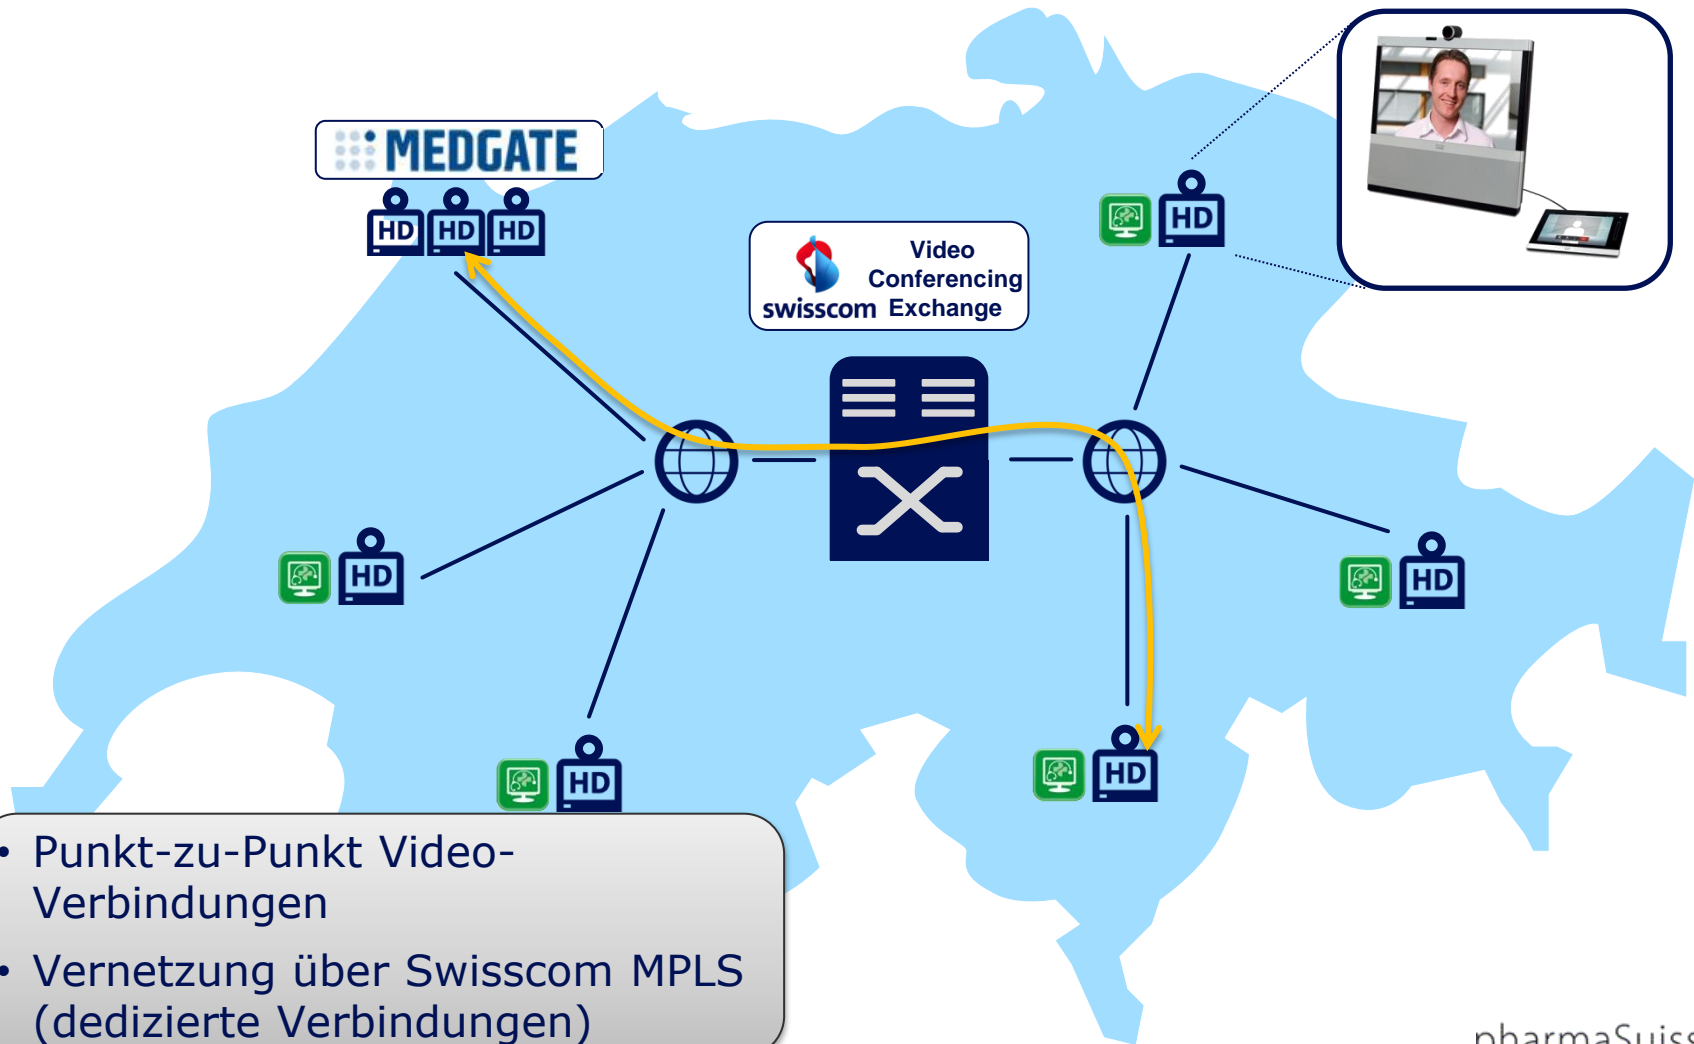 MEDGATE
HD HD HD
HD
Video
Conferencing
swisscom Exchange
HD
HD
HD
HD
• Punkt-zu-Punkt Video-
Verbindungen
• Vernetzung über Swisscom MPLS
(dedizierte Verbindungen)
pharmaSuiss